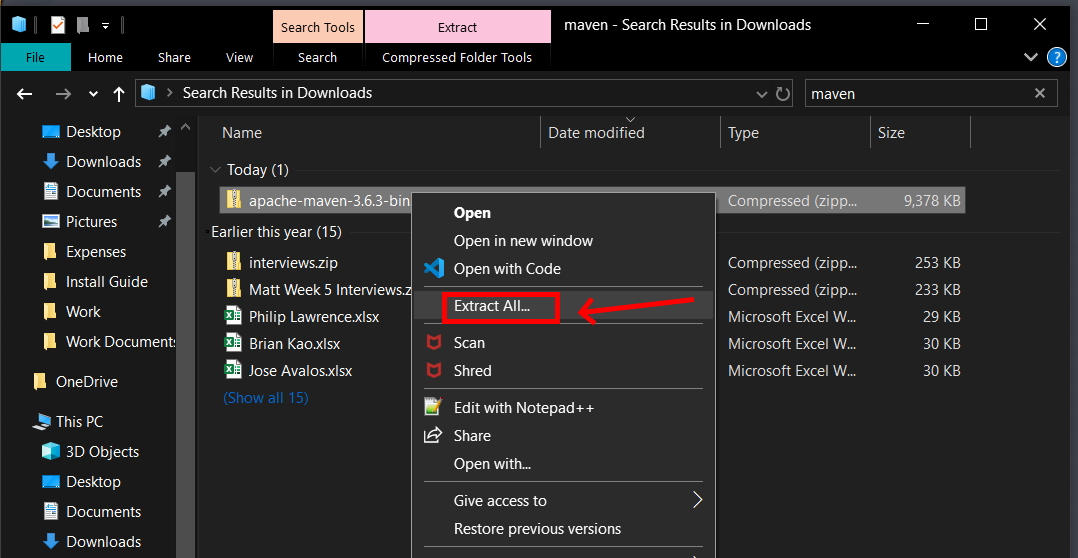 Search Tools
Extract
maven - Search Results in Downloads
File
Home
Share
View
Search
Compressed Folder Tools
?
Search Results in Downloads
maven
Desktop
Downloads
Documents
Pictures
Expenses
Install Guide
Work
Work Documents
OneDrive
This PC
3D Objects
Desktop
Documents
Downloads
Name
Date modified
Type
Size
Today (1)
apache-maven-3.6.3-bin
Compressed (zipp...
9,378 KB
Earlier this year (15)
interviews.zip
Compressed (zipp...
253 KB
Matt Week 5 Interviews.z
Compressed (zipp...
233 KB
Philip Lawrence.xlsx
Microsoft Excel W...
29 KB
Brian Kao.xlsx
Microsoft Excel W...
30 KB
Jose Avalos.xlsx
Microsoft Excel W...
30 KB
(Show all 15)
Open
Open in new window
Open with Code
Extract All...
Scan
Shred
Edit with Notepad++
Share
Open with...
Give access to
Restore previous versions